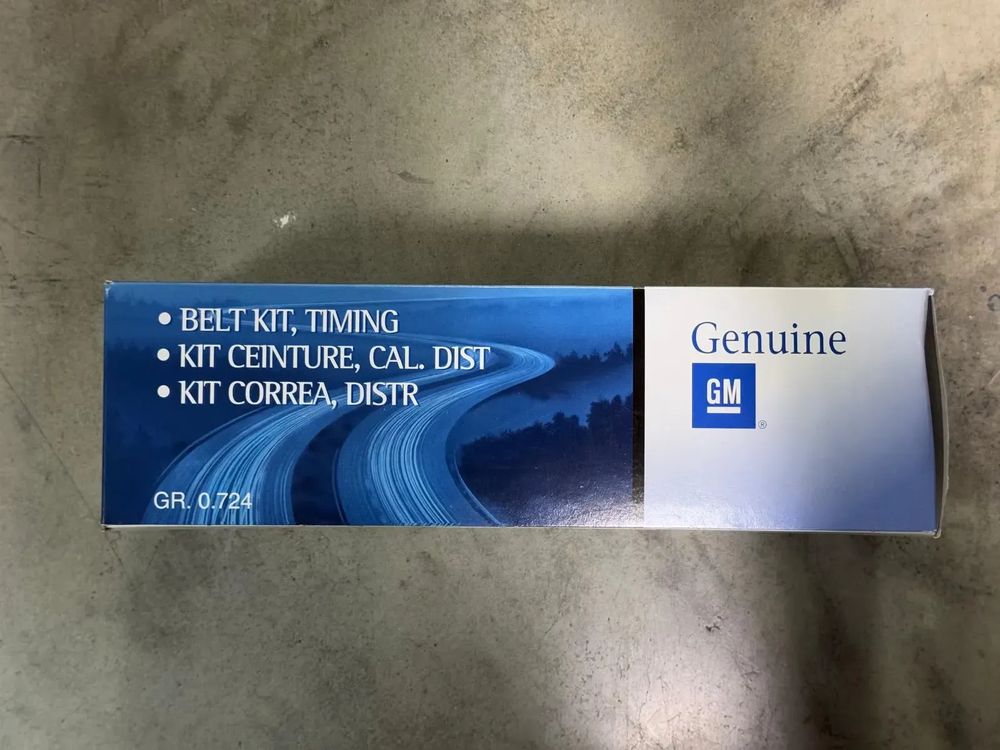 • BELT KIT, TIMING
• KIT CEINTURE, CAL. DIST
• KIT CORREA, DISTR
GR. 0.724
Genuine
GM
®